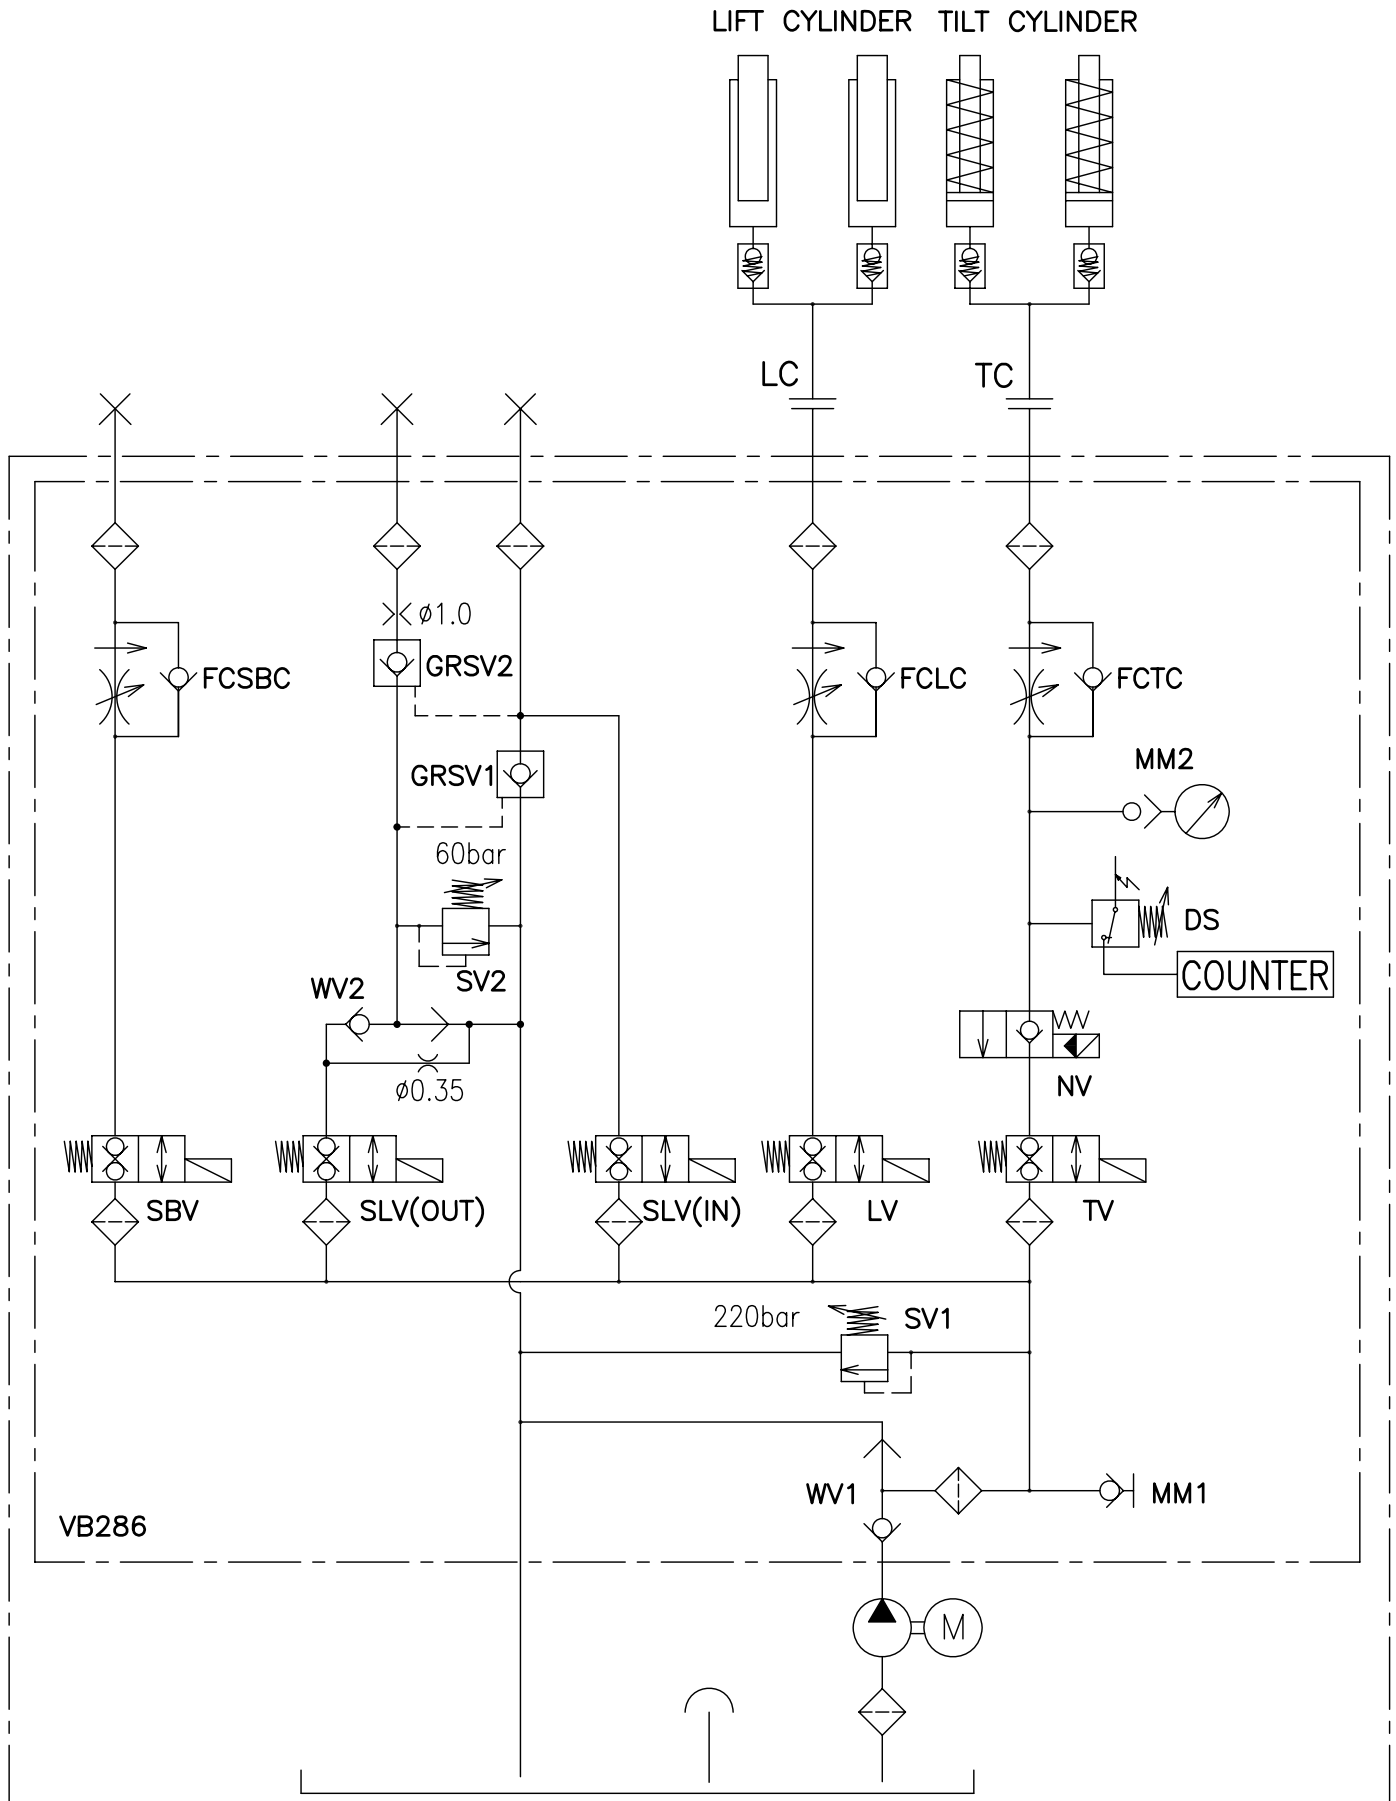 LIFT CYLINDER TILT CYLINDER
LC
TC
ø1.0
GRSV2
FCSBC
FCLC
FCTC
MM2
GRSV1
60bar
DS
COUNTER
SV2
WV2
ø0.35
NV
SBV
SLV(OUT)
SLV(IN)
LV
TV
220bar
SV1
WV1
MM1
VB286
M